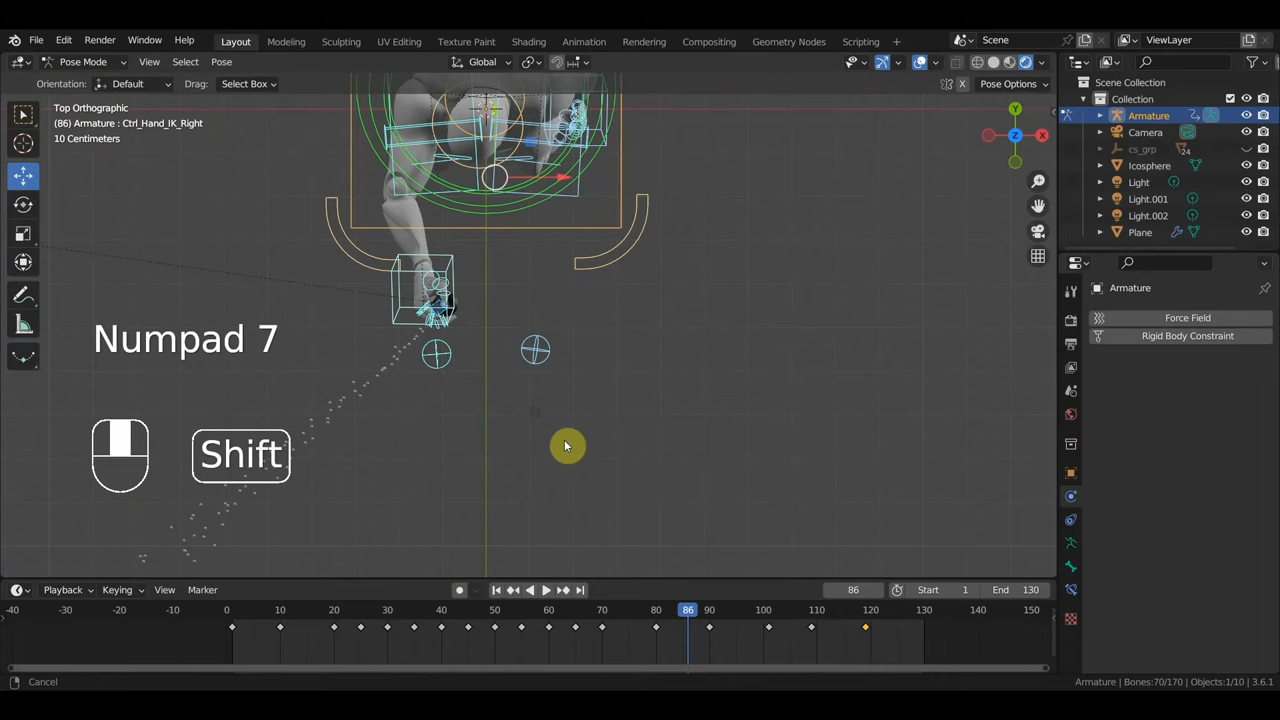 File Edit Render Window Help Layout Modeling Sculpting UV Editing Texture Paint Shading Animation Rendering Compositing Geometry Nodes Scripting + Scene ViewLayer
Pose Mode View Select Pose Global
Orientation: Default Drag: Select Box X Pose Options
Scene Collection
Collection
Armature
Camera
cs_grp 24
Icosphere
Light
Light.001
Light.002
Plane
Top Orthographic
(86) Armature : Ctrl_Hand_IK_Right
10 Centimeters
Y
X
Z
Armature
Force Field
Rigid Body Constraint
Numpad 7
Shift
Playback Keying View Marker 86 Start 1 End 130
-40 -30 -20 -10 0 10 20 30 40 50 60 70 80 86 90 100 110 120 130 140 150
Cancel
Armature | Bones:70/170 | Objects:1/10 | 3.6.1